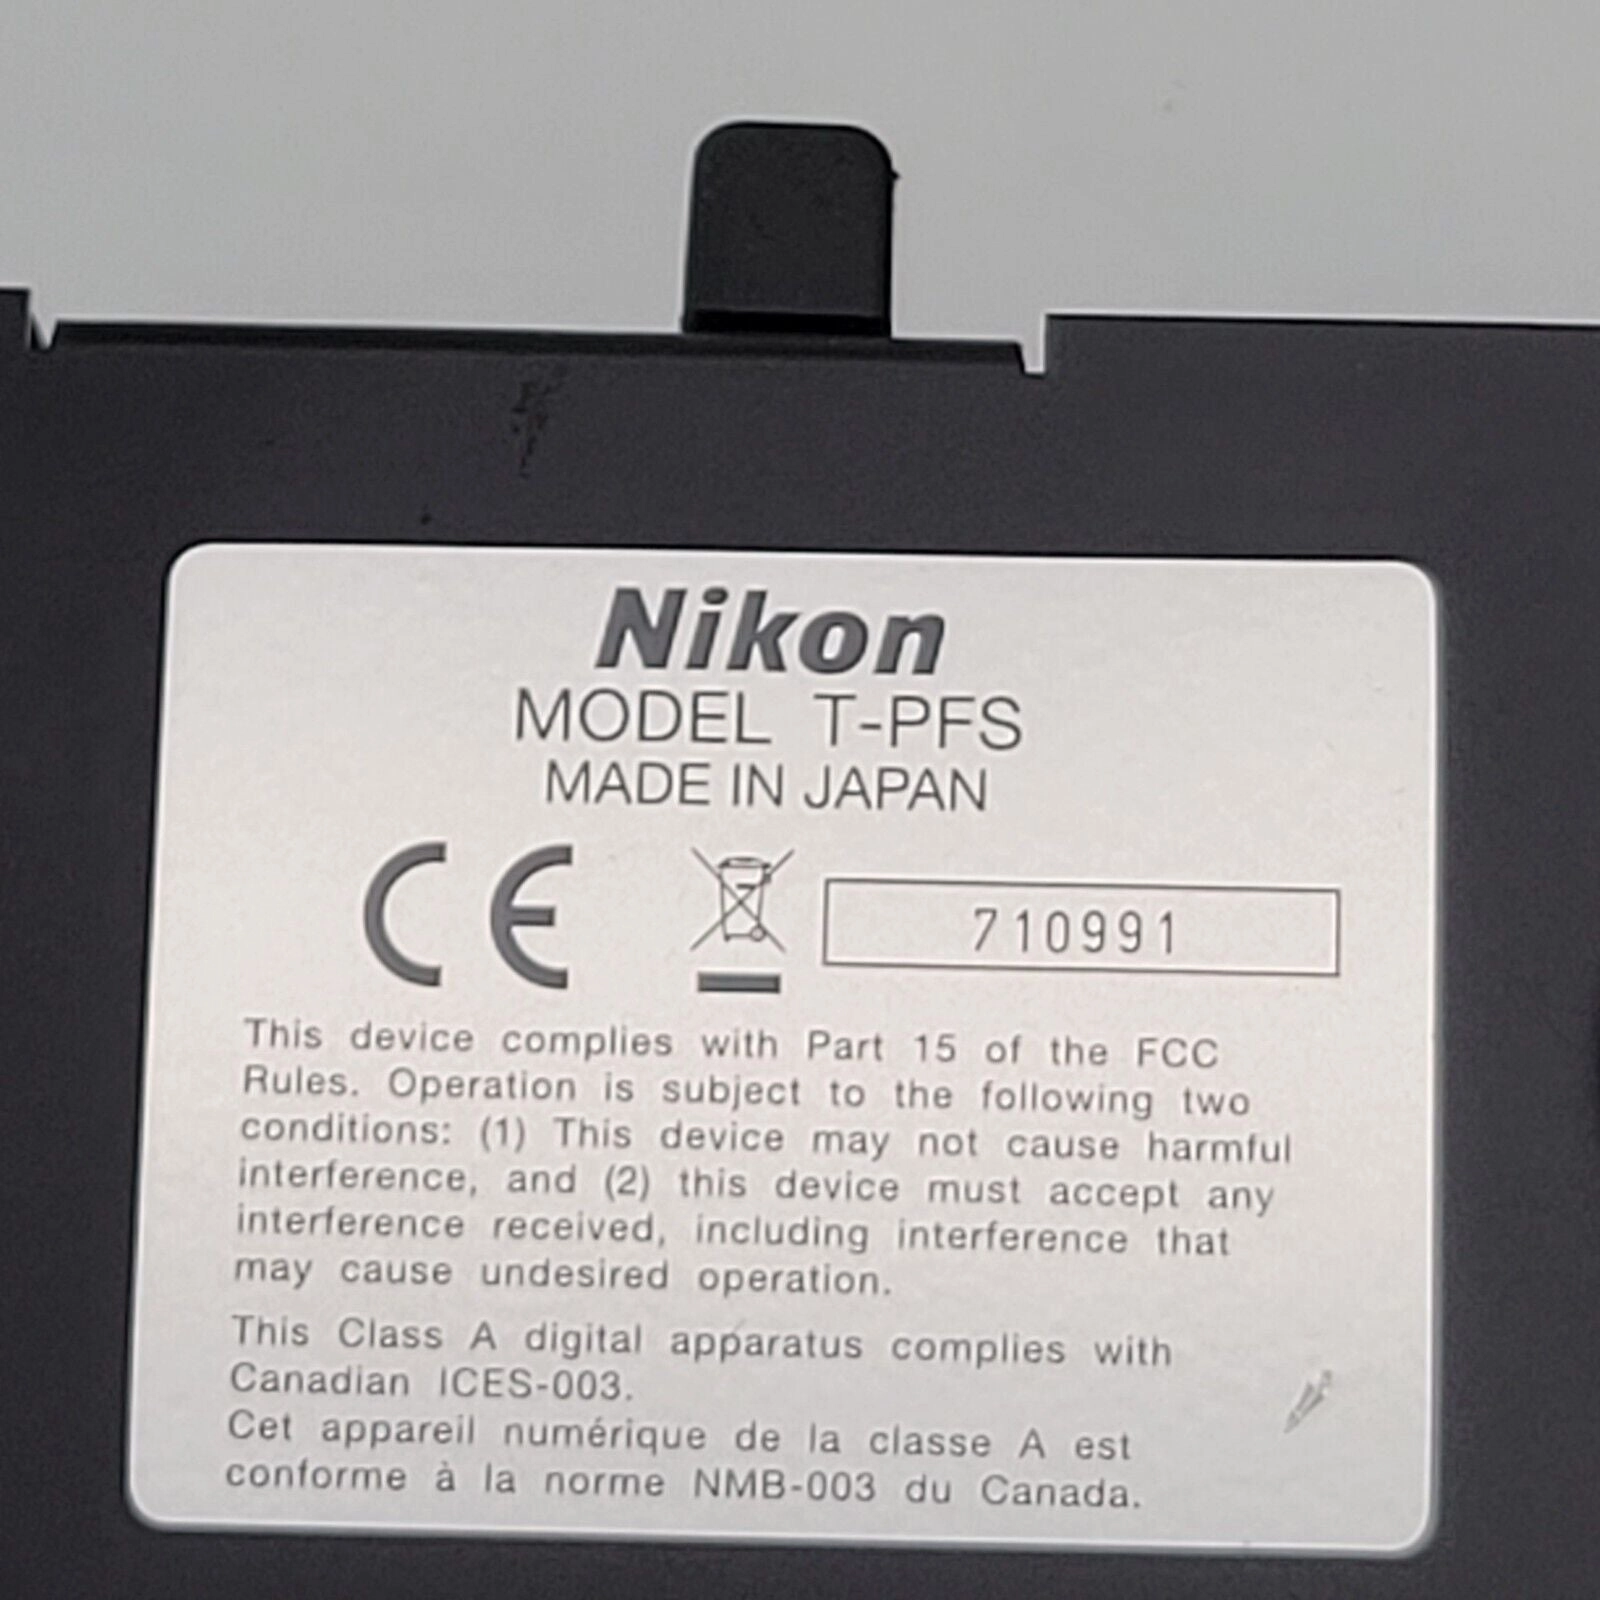 Nikon
MODEL T-PFS
MADE IN JAPAN
CE
710991
This device complies with Part 15 of the FCC
Rules. Operation is subject to the following two
conditions: (1) This device may not cause harmful
interference, and (2) this device must accept any
interference received, including interference that
may cause undesired operation.
This Class A digital apparatus complies with
Canadian ICES-003.
Cet appareil numérique de la classe A est
conforme à la norme NMB-003 du Canada.